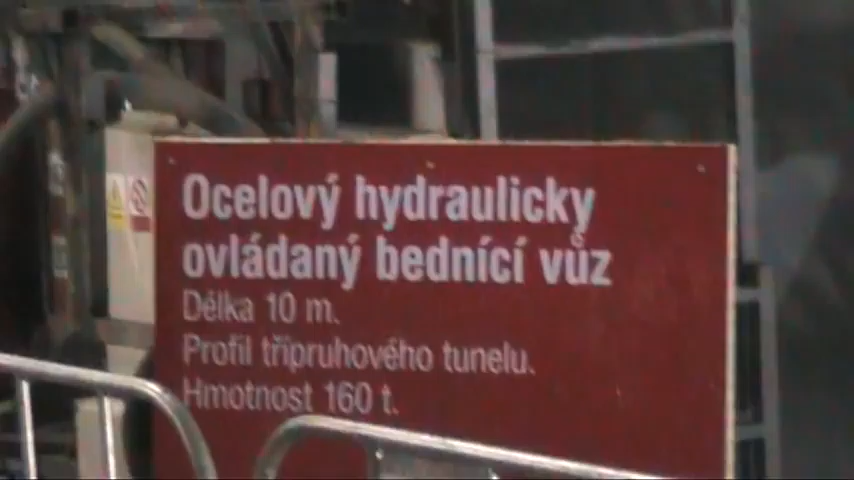 Ocelový hydraulicky
ovládaný bednící vůz
Délka 10 m.
Profil třípruhového tunelu.
Hmotnost 160 t.